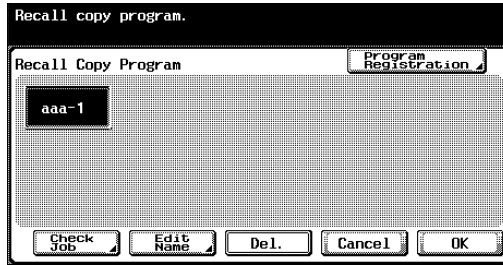 Recall copy program.
Recall Copy Program
Program
Registration
aaa-1
Check
Job
Edit
Name
Del.
Cancel
OK